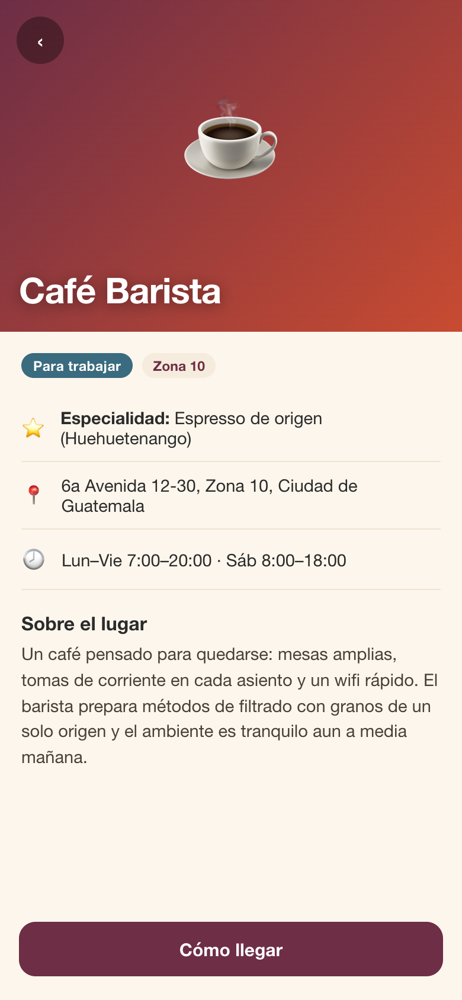 ‹
Café Barista
Para trabajar
Zona 10
Especialidad: Espresso de origen
(Huehuetenango)
6a Avenida 12-30, Zona 10, Ciudad de
Guatemala
Lun–Vie 7:00–20:00 · Sáb 8:00–18:00
Sobre el lugar
Un café pensado para quedarse: mesas amplias,
tomas de corriente en cada asiento y un wifi rápido. El
barista prepara métodos de filtrado con granos de un
solo origen y el ambiente es tranquilo aun a media
mañana.
Cómo llegar